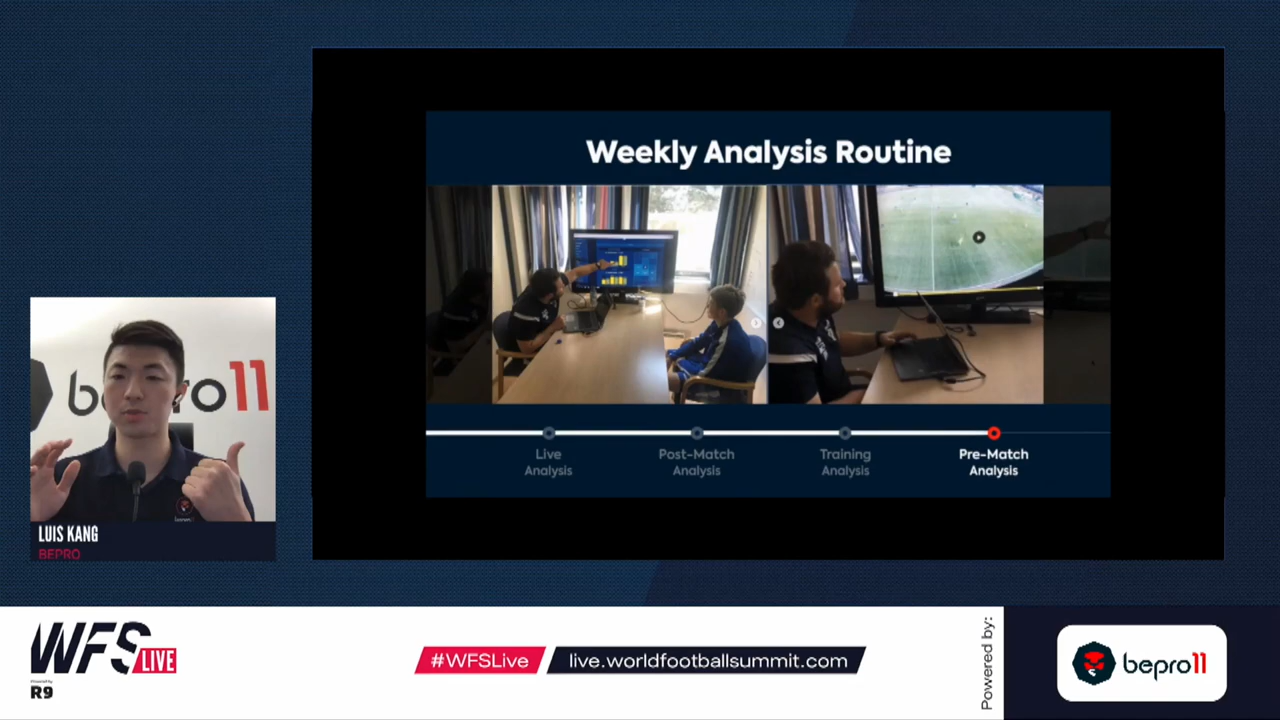 Weekly Analysis Routine
Live
Analysis
Post-Match
Analysis
Training
Analysis
Pre-Match
Analysis
bepro11
LUIS KANG
BEPRO
WFS
LIVE
R9
#WFSLive
live.worldfootballsummit.com
Powered by:
bepro11